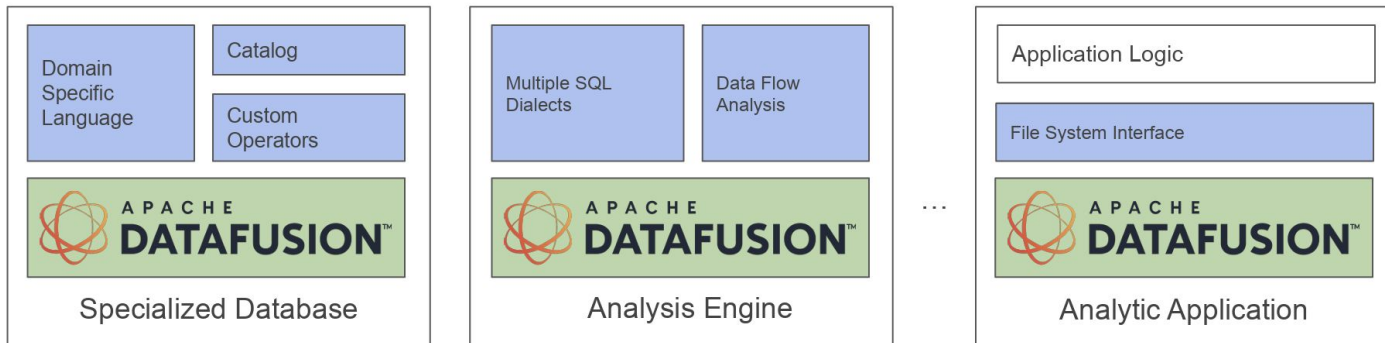 Domain
Specific
Language
Catalog
Custom
Operators
APACHE
DATAFUSION™
Specialized Database
Multiple SQL
Dialects
Data Flow
Analysis
APACHE
DATAFUSION™
Analysis Engine
...
Application Logic
File System Interface
APACHE
DATAFUSION™
Analytic Application